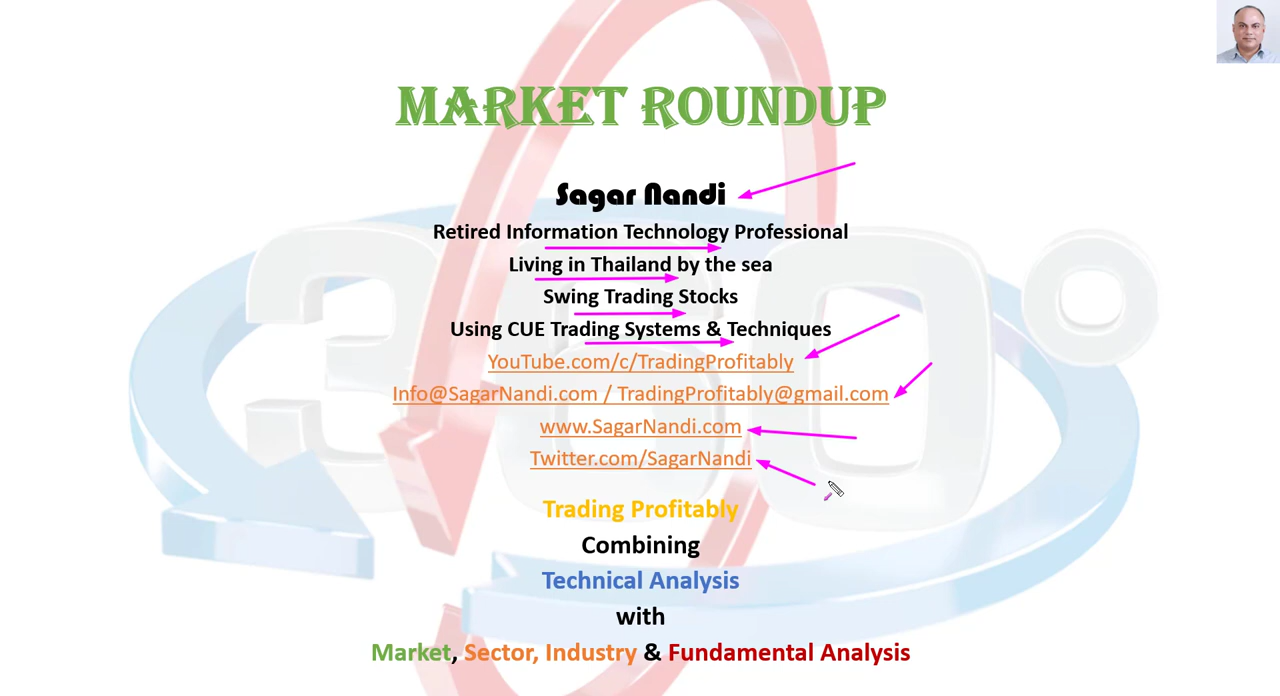 MARKET ROUNDUP
Sagar Nandi
Retired Information Technology Professional
Living in Thailand by the sea
Swing Trading Stocks
Using CUE Trading Systems & Techniques
YouTube.com/c/TradingProfitably
Info@SagarNandi.com / TradingProfitably@gmail.com
www.SagarNandi.com
Twitter.com/SagarNandi
Trading Profitably
Combining
Technical Analysis
with
Market, Sector, Industry & Fundamental Analysis
360°